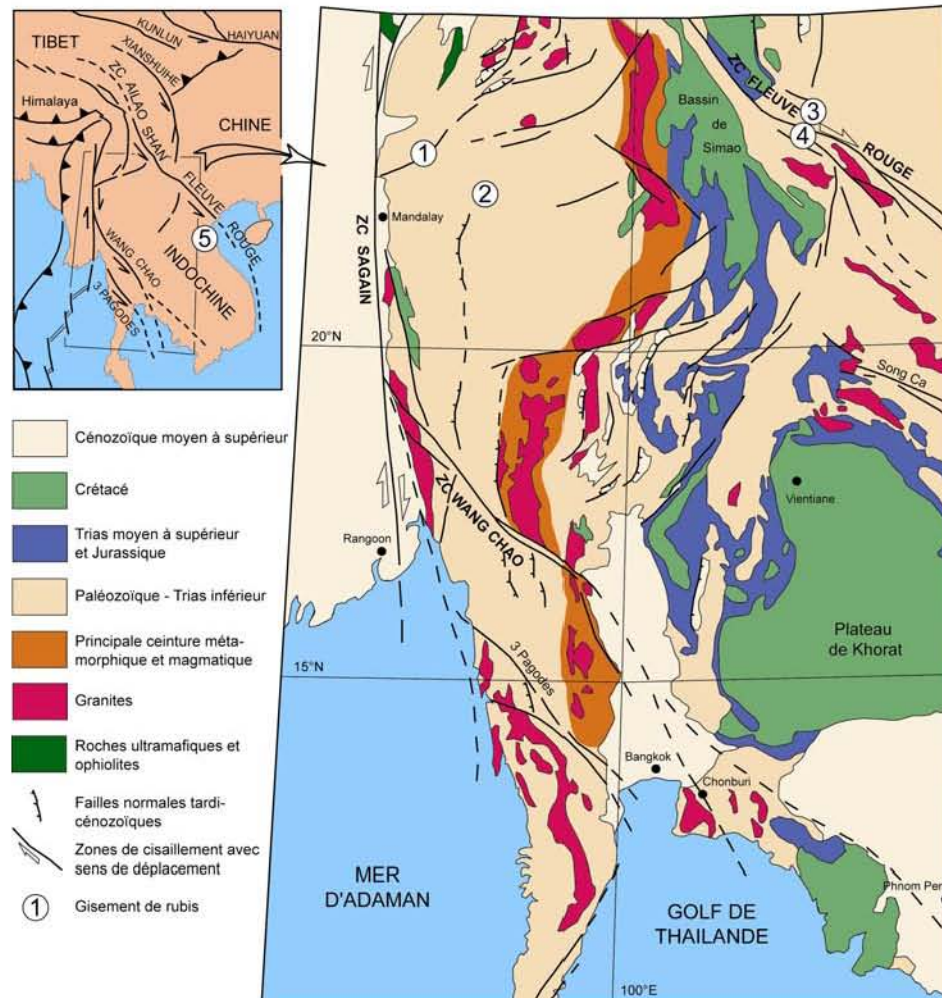 TIBET
KUNLUN
HAIYUAN
XIANSHUIHE
ZC AILAO SHAN
Himalaya
CHINE
FLEUVE ROUGE
5
WANG CHAO
INDOCHINE
3 PAGODES
Cénozoïque moyen à supérieur
Crétacé
Trias moyen à supérieur
et Jurassique
Paléozoïque - Trias inférieur
Principale ceinture méta-
morphique et magmatique
Granites
Roches ultramafiques et
ophiolites
Failles normales tardi-
cénozoïques
Zones de cisaillement avec
sens de déplacement
1
Gisement de rubis
Bassin
de
Simao
ZC FLEUVE ROUGE
3
4
1
2
Mandalay
ZC SAGAIN
20°N
Song Ca
Vientiane
ZC WANG CHAO
Rangoon
Plateau
de Khorat
15°N
3 Pagodes
Bangkok
Chonburi
MER
D'ADAMAN
GOLF DE
THAILANDE
Phnom Pen
100°E